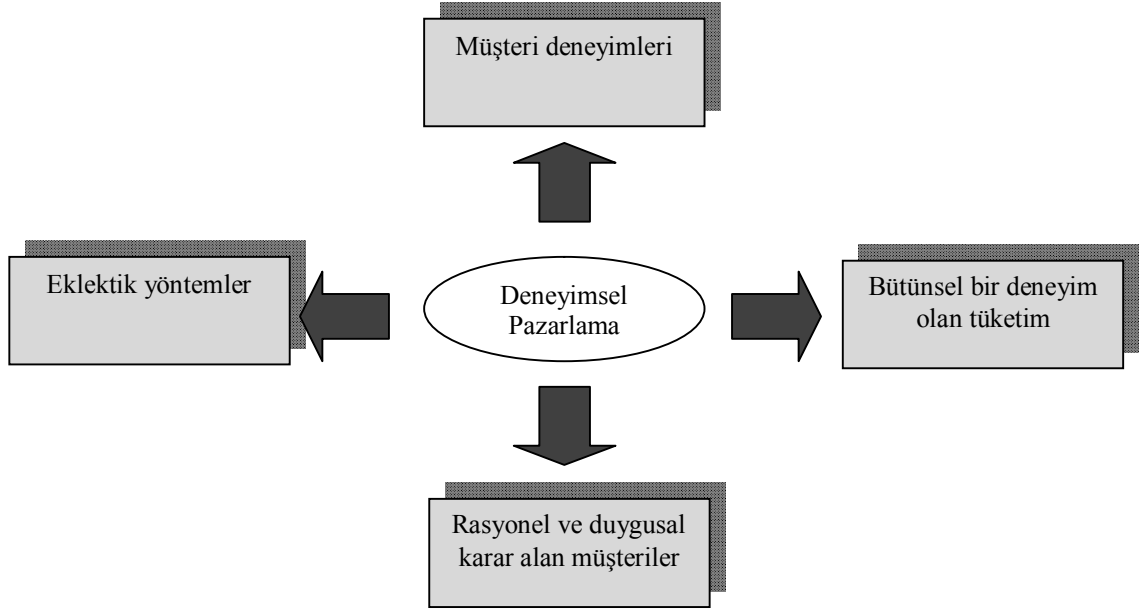 Müşteri deneyimleri
Eklektik yöntemler
Deneyimsel
Pazarlama
Bütünsel bir deneyim
olan tüketim
Rasyonel ve duygusal
karar alan müşteriler